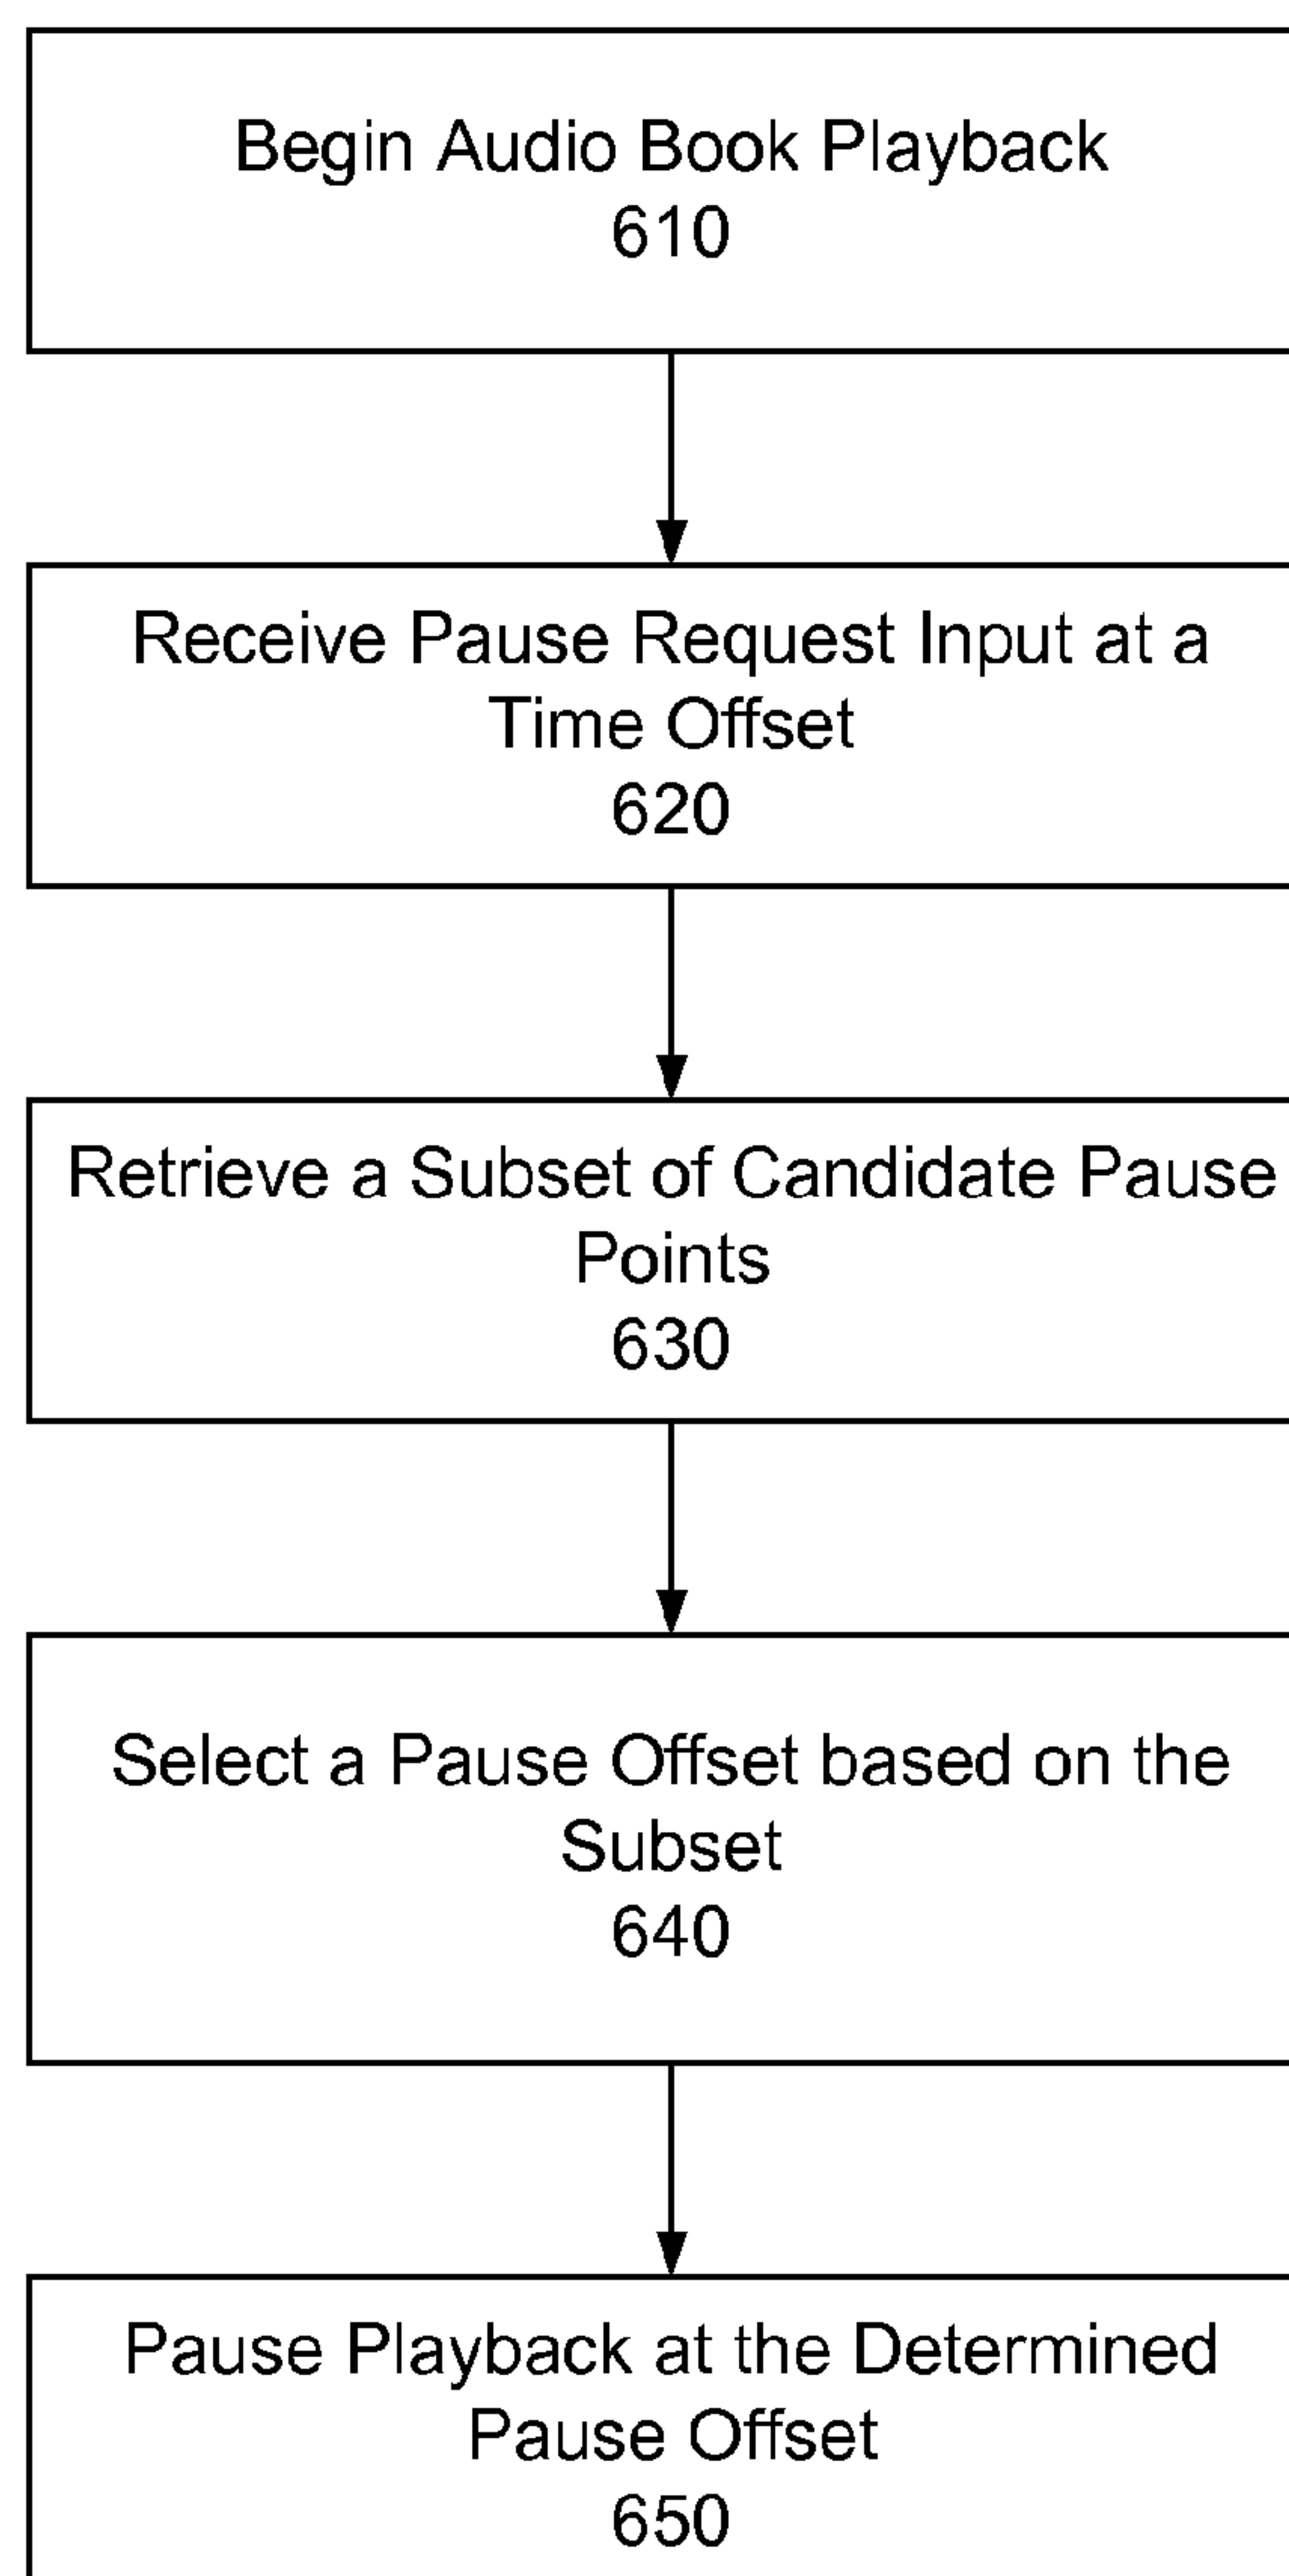 Begin Audio Book Playback
610
Receive Pause Request Input at a
Time Offset
620
Retrieve a Subset of Candidate Pause
Points
630
Select a Pause Offset based on the
Subset
640
Pause Playback at the Determined
Pause Offset
650